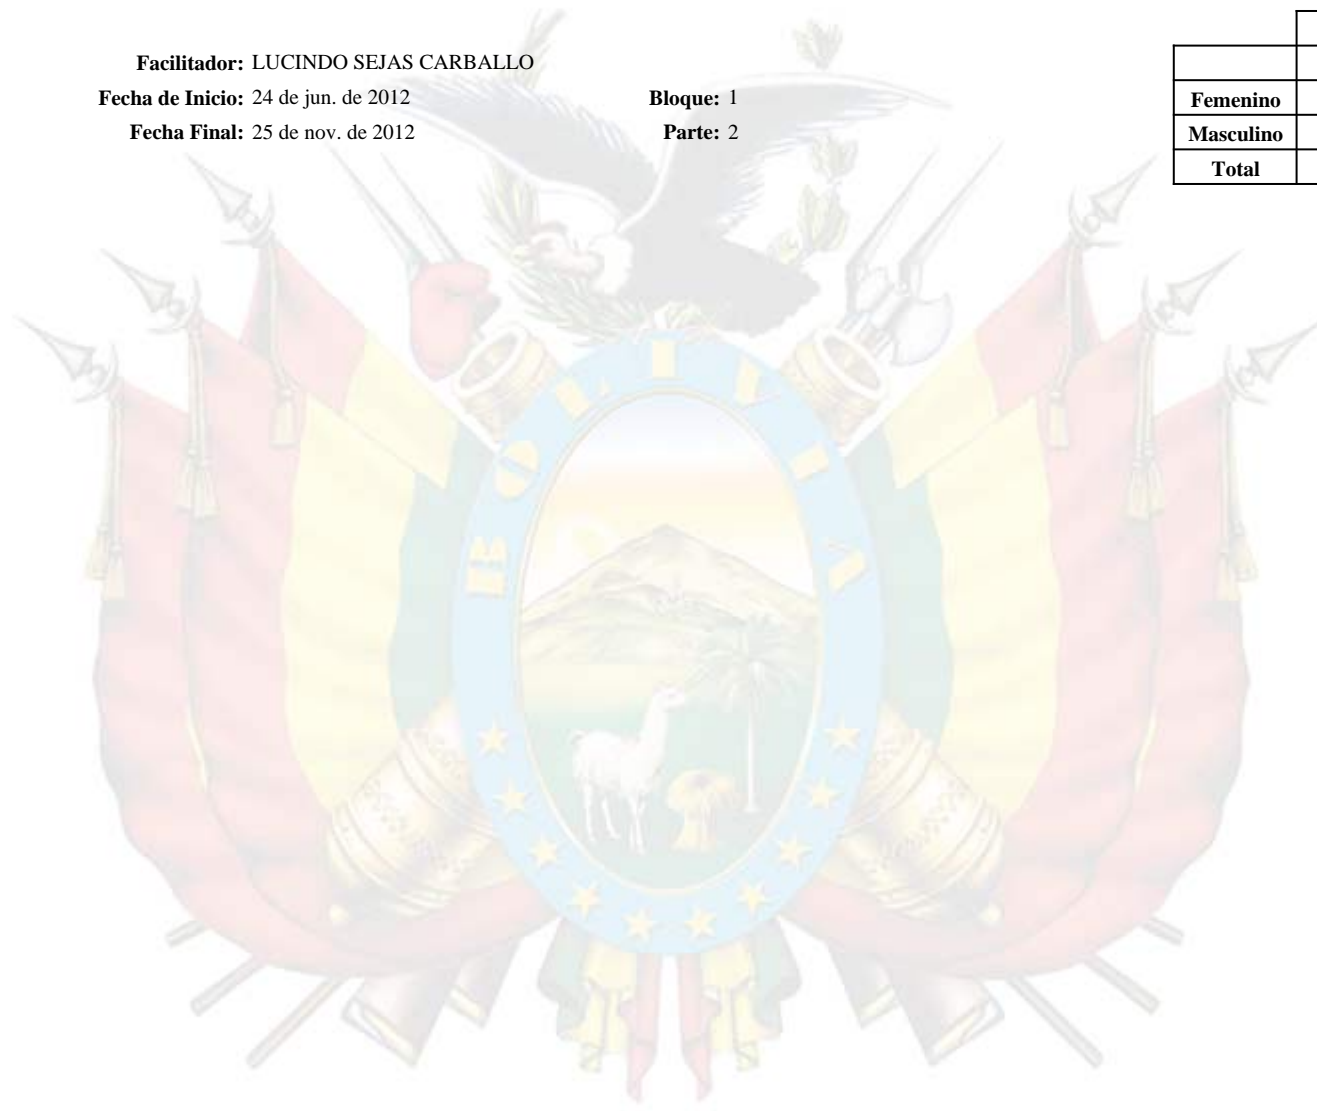 Facilitador: LUCINDO SEJAS CARBALLO
Fecha de Inicio: 24 de jun. de 2012 Bloque: 1
Fecha Final: 25 de nov. de 2012 Parte: 2
Femenino
Masculino
Total
BOLIVIA